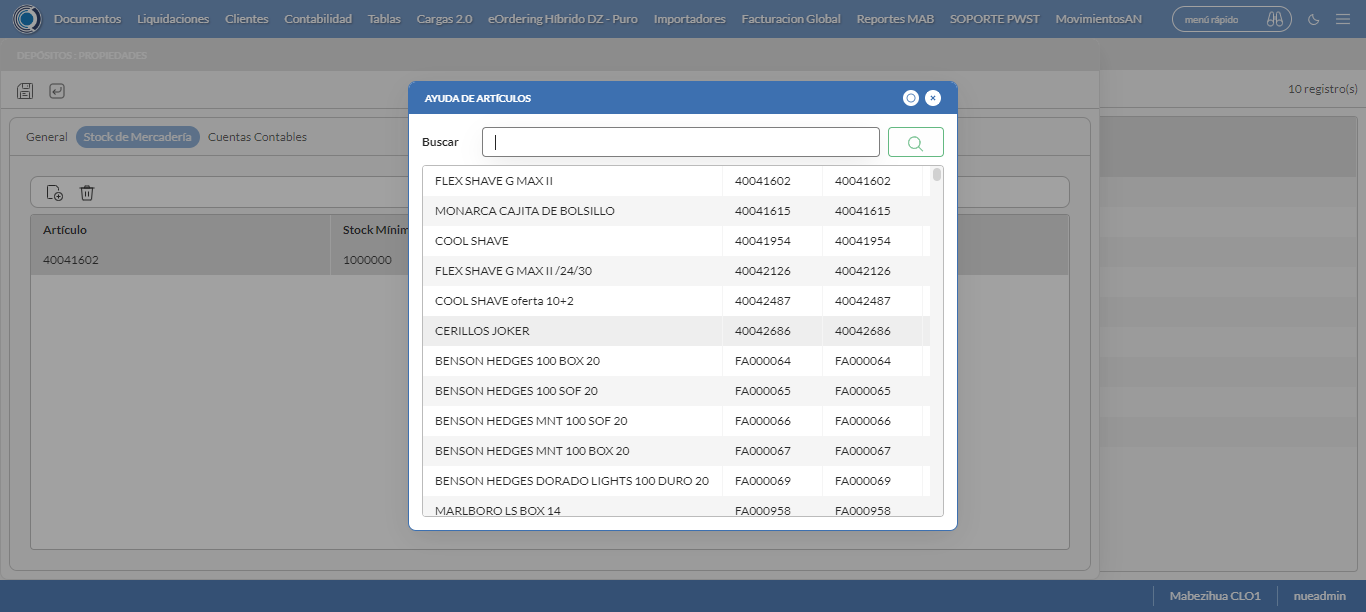 Documentos Liquidaciones Clientes Contabilidad Tablas Cargas 2.0 eOrdering Híbrido DZ - Puro Importadores Facturacion Global Reportes MAB SOPORTE PWST MovimientosAN menú rápido
DEPÓSITOS : PROPIEDADES
10 registro(s)
General Stock de Mercadería Cuentas Contables
Artículo Stock Mínim
40041602 1000000
AYUDA DE ARTÍCULOS
Buscar
FLEX SHAVE G MAX II 40041602 40041602
MONARCA CAJITA DE BOLSILLO 40041615 40041615
COOL SHAVE 40041954 40041954
FLEX SHAVE G MAX II /24/30 40042126 40042126
COOL SHAVE oferta 10+2 40042487 40042487
CERILLOS JOKER 40042686 40042686
BENSON HEDGES 100 BOX 20 FA000064 FA000064
BENSON HEDGES 100 SOF 20 FA000065 FA000065
BENSON HEDGES MNT 100 SOF 20 FA000066 FA000066
BENSON HEDGES MNT 100 BOX 20 FA000067 FA000067
BENSON HEDGES DORADO LIGHTS 100 DURO 20 FA000069 FA000069
MARLBORO LS BOX 14 FA000958 FA000958
Mabezihua CLO1 nueadmin